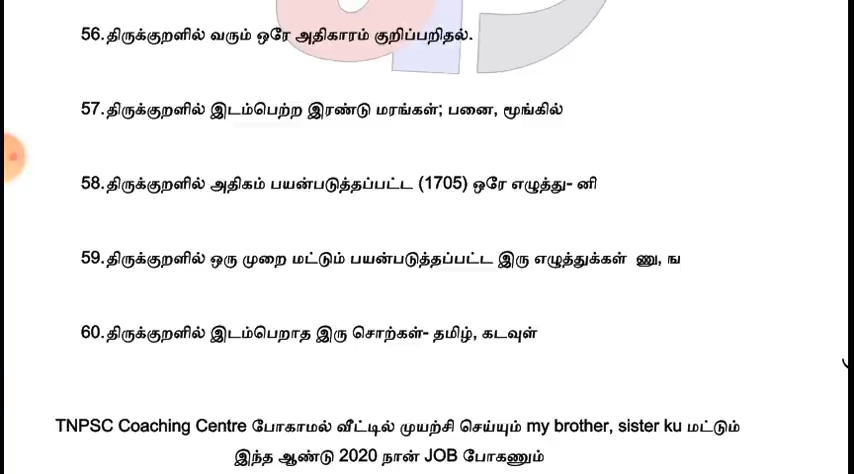 56.திருக்குறளில் வரும் ஒரே அதிகாரம் குறிப்பறிதல்.
57.திருக்குறளில் இடம்பெற்ற இரண்டு மரங்கள்; பனை, மூங்கில்
58.திருக்குறளில் அதிகம் பயன்படுத்தப்பட்ட (1705) ஒரே எழுத்து- னி
59.திருக்குறளில் ஒரு முறை மட்டும் பயன்படுத்தப்பட்ட இரு எழுத்துக்கள் ணு, ங
60.திருக்குறளில் இடம்பெறாத இரு சொற்கள்- தமிழ், கடவுள்
TNPSC Coaching Centre போகாமல் வீட்டில் முயற்சி செய்யும் my brother, sister ku மட்டும்
இந்த ஆண்டு 2020 நான் JOB போகணும்